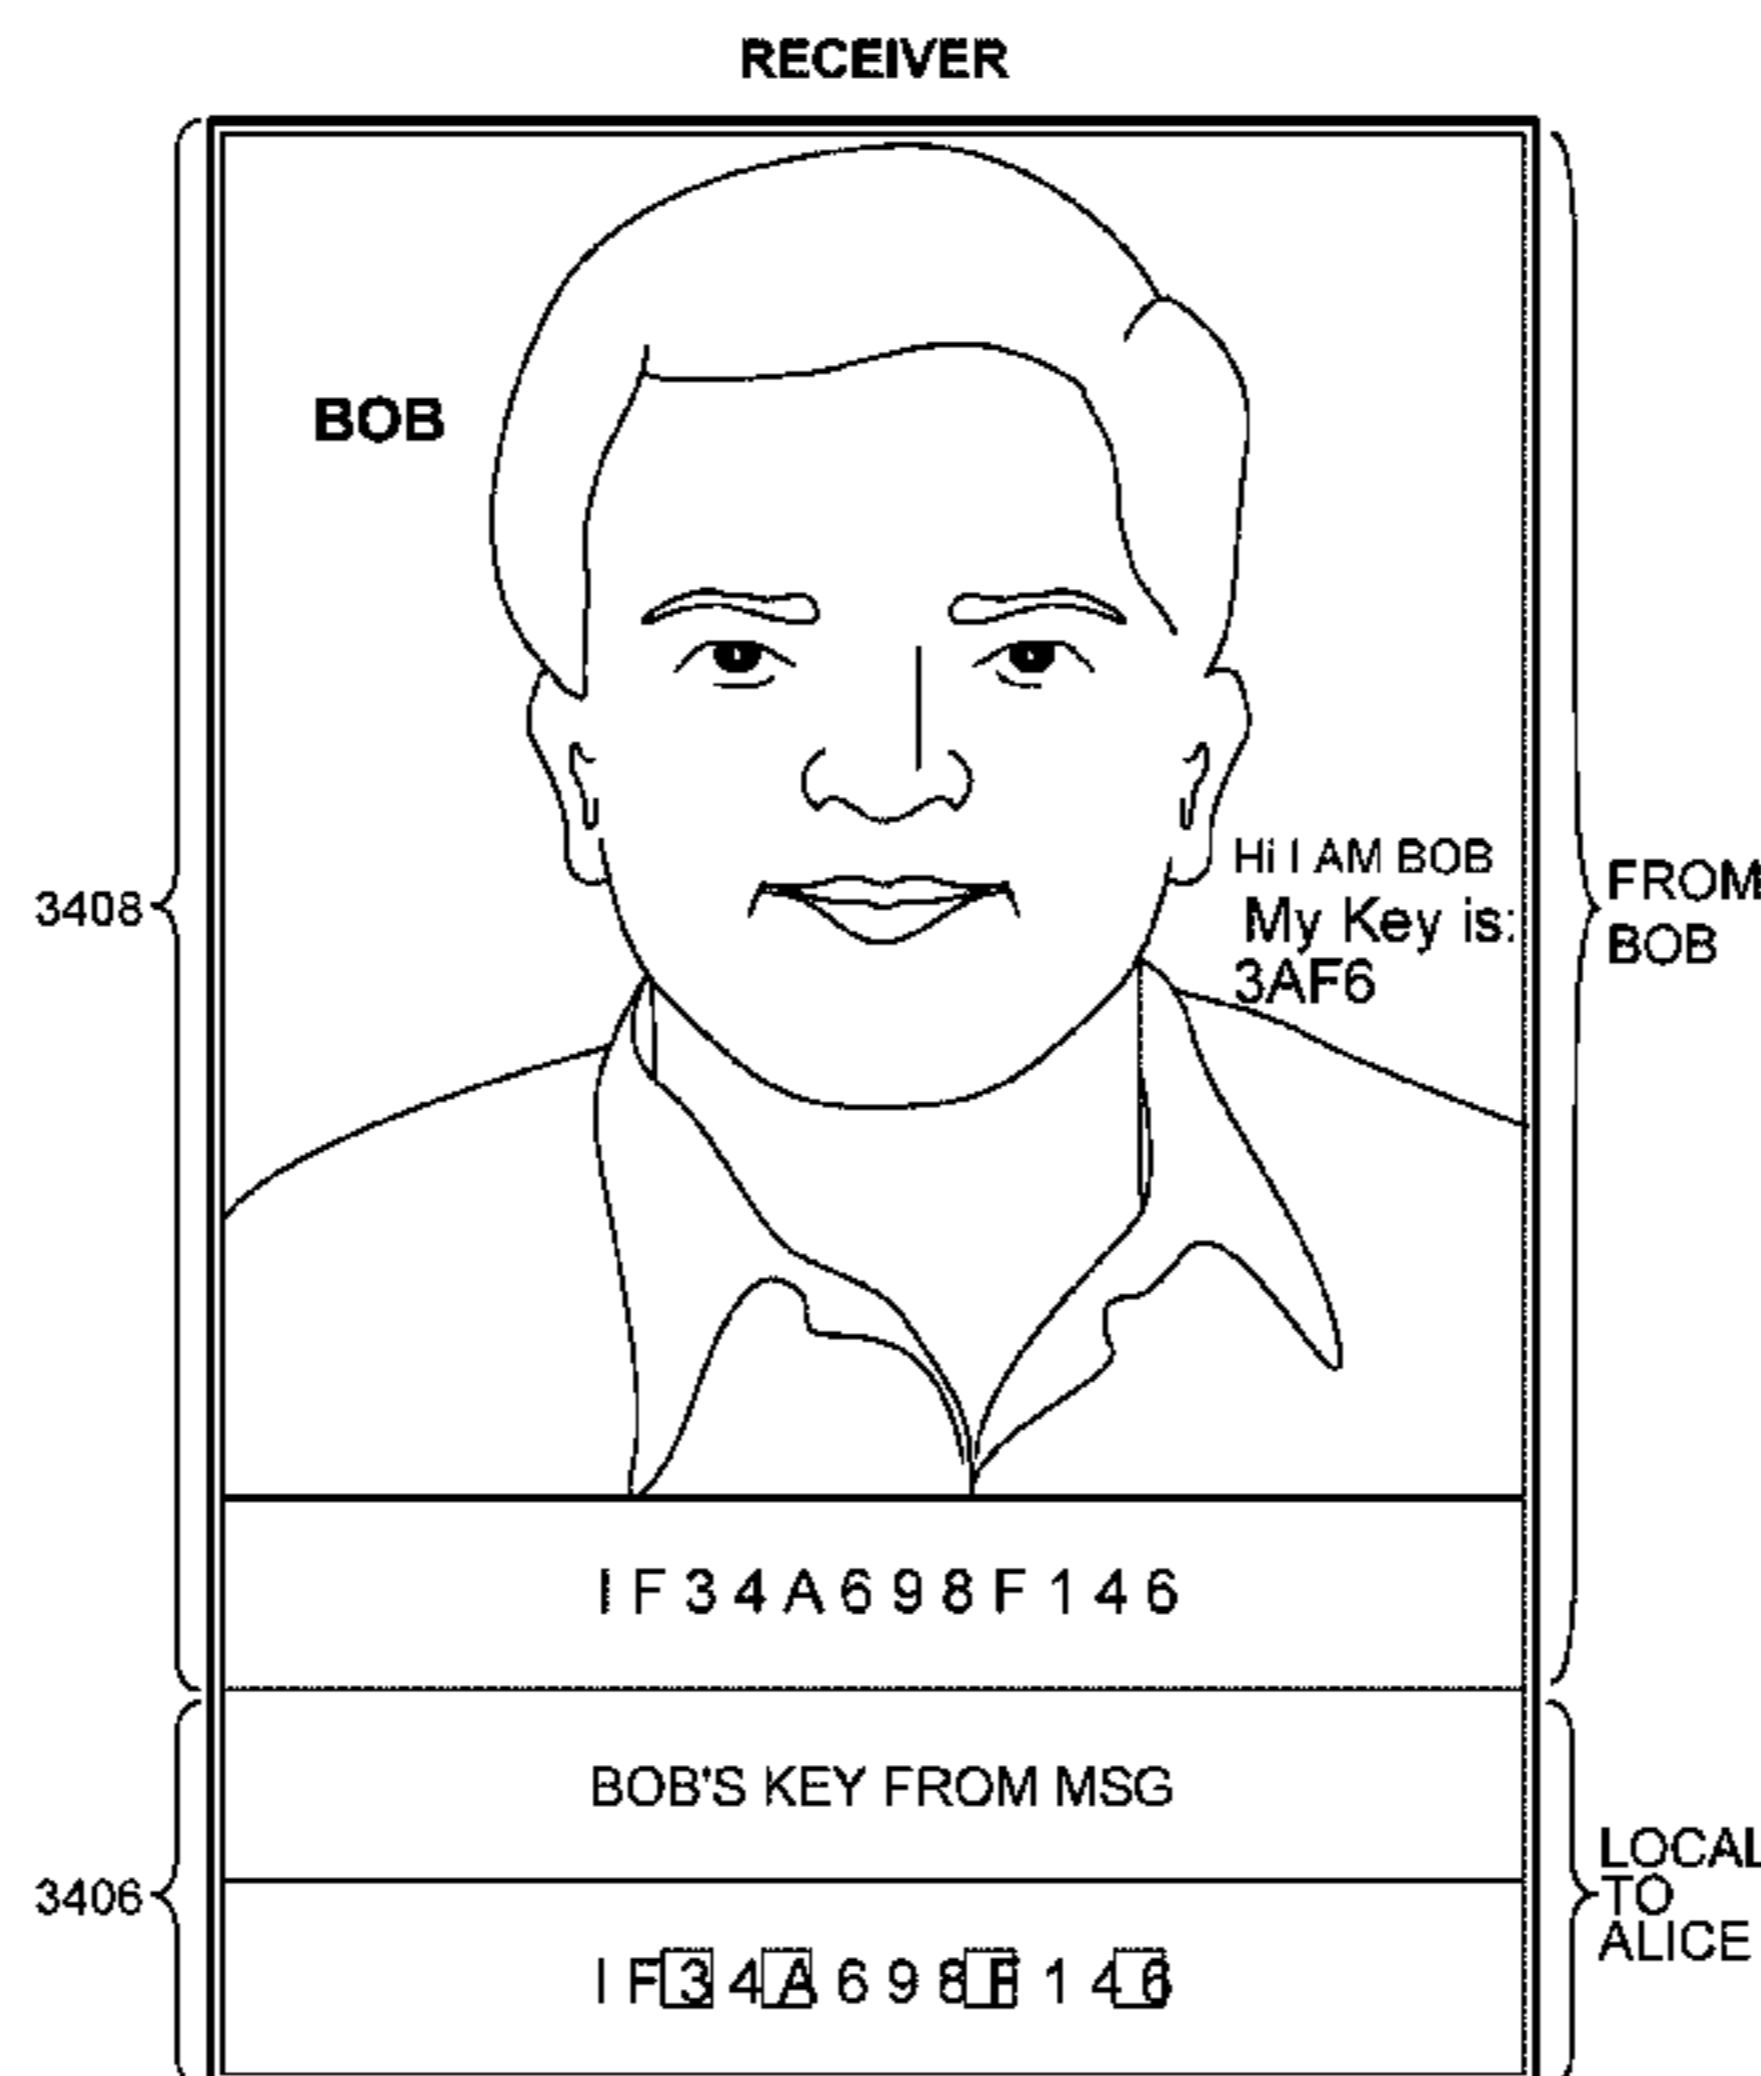 RECEIVER
BOB
Hi I AM BOB
My Key is:
3AF6
3408
FROM
BOB
I F 3 4 A 6 9 8 F 1 4 6
BOB'S KEY FROM MSG
3406
LOCAL
TO
ALICE
I F 3 4 A 6 9 8 F 1 4 6